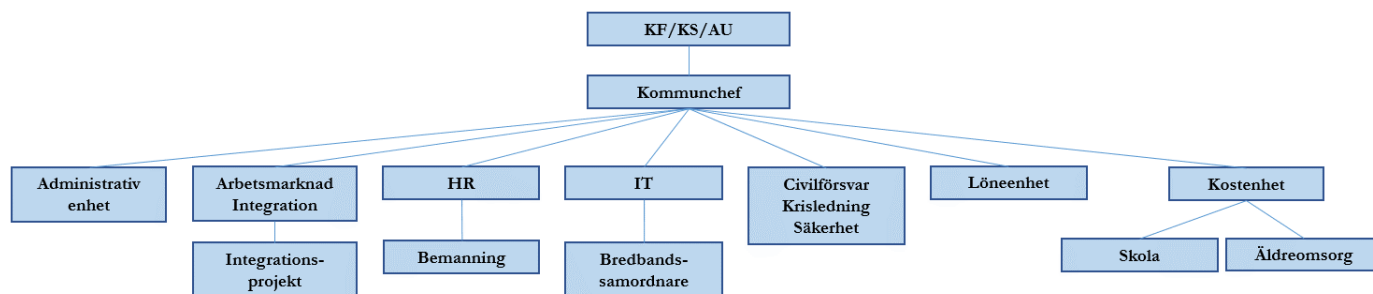 KF/KS/AU
Kommunchef
Administrativ
enhet
Arbetsmarknad
Integration
HR
IT
Civilförsvar
Krisledning
Säkerhet
Löneenhet
Kostenhet
Integrations-
projekt
Bemanning
Bredbands-
samordnare
Skola
Äldreomsorg